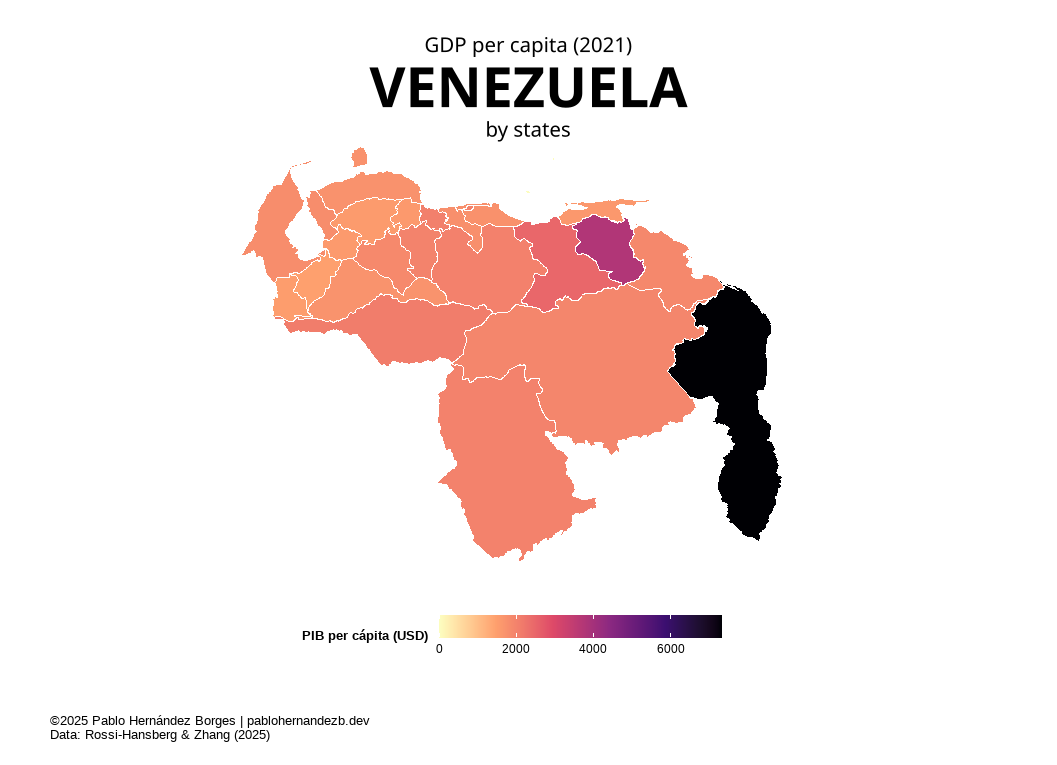 GDP per capita (2021)
VENEZUELA
by states
PIB per cápita (USD)
0 2000 4000 6000
©2025 Pablo Hernández Borges | pablohernandezb.dev
Data: Rossi-Hansberg & Zhang (2025)